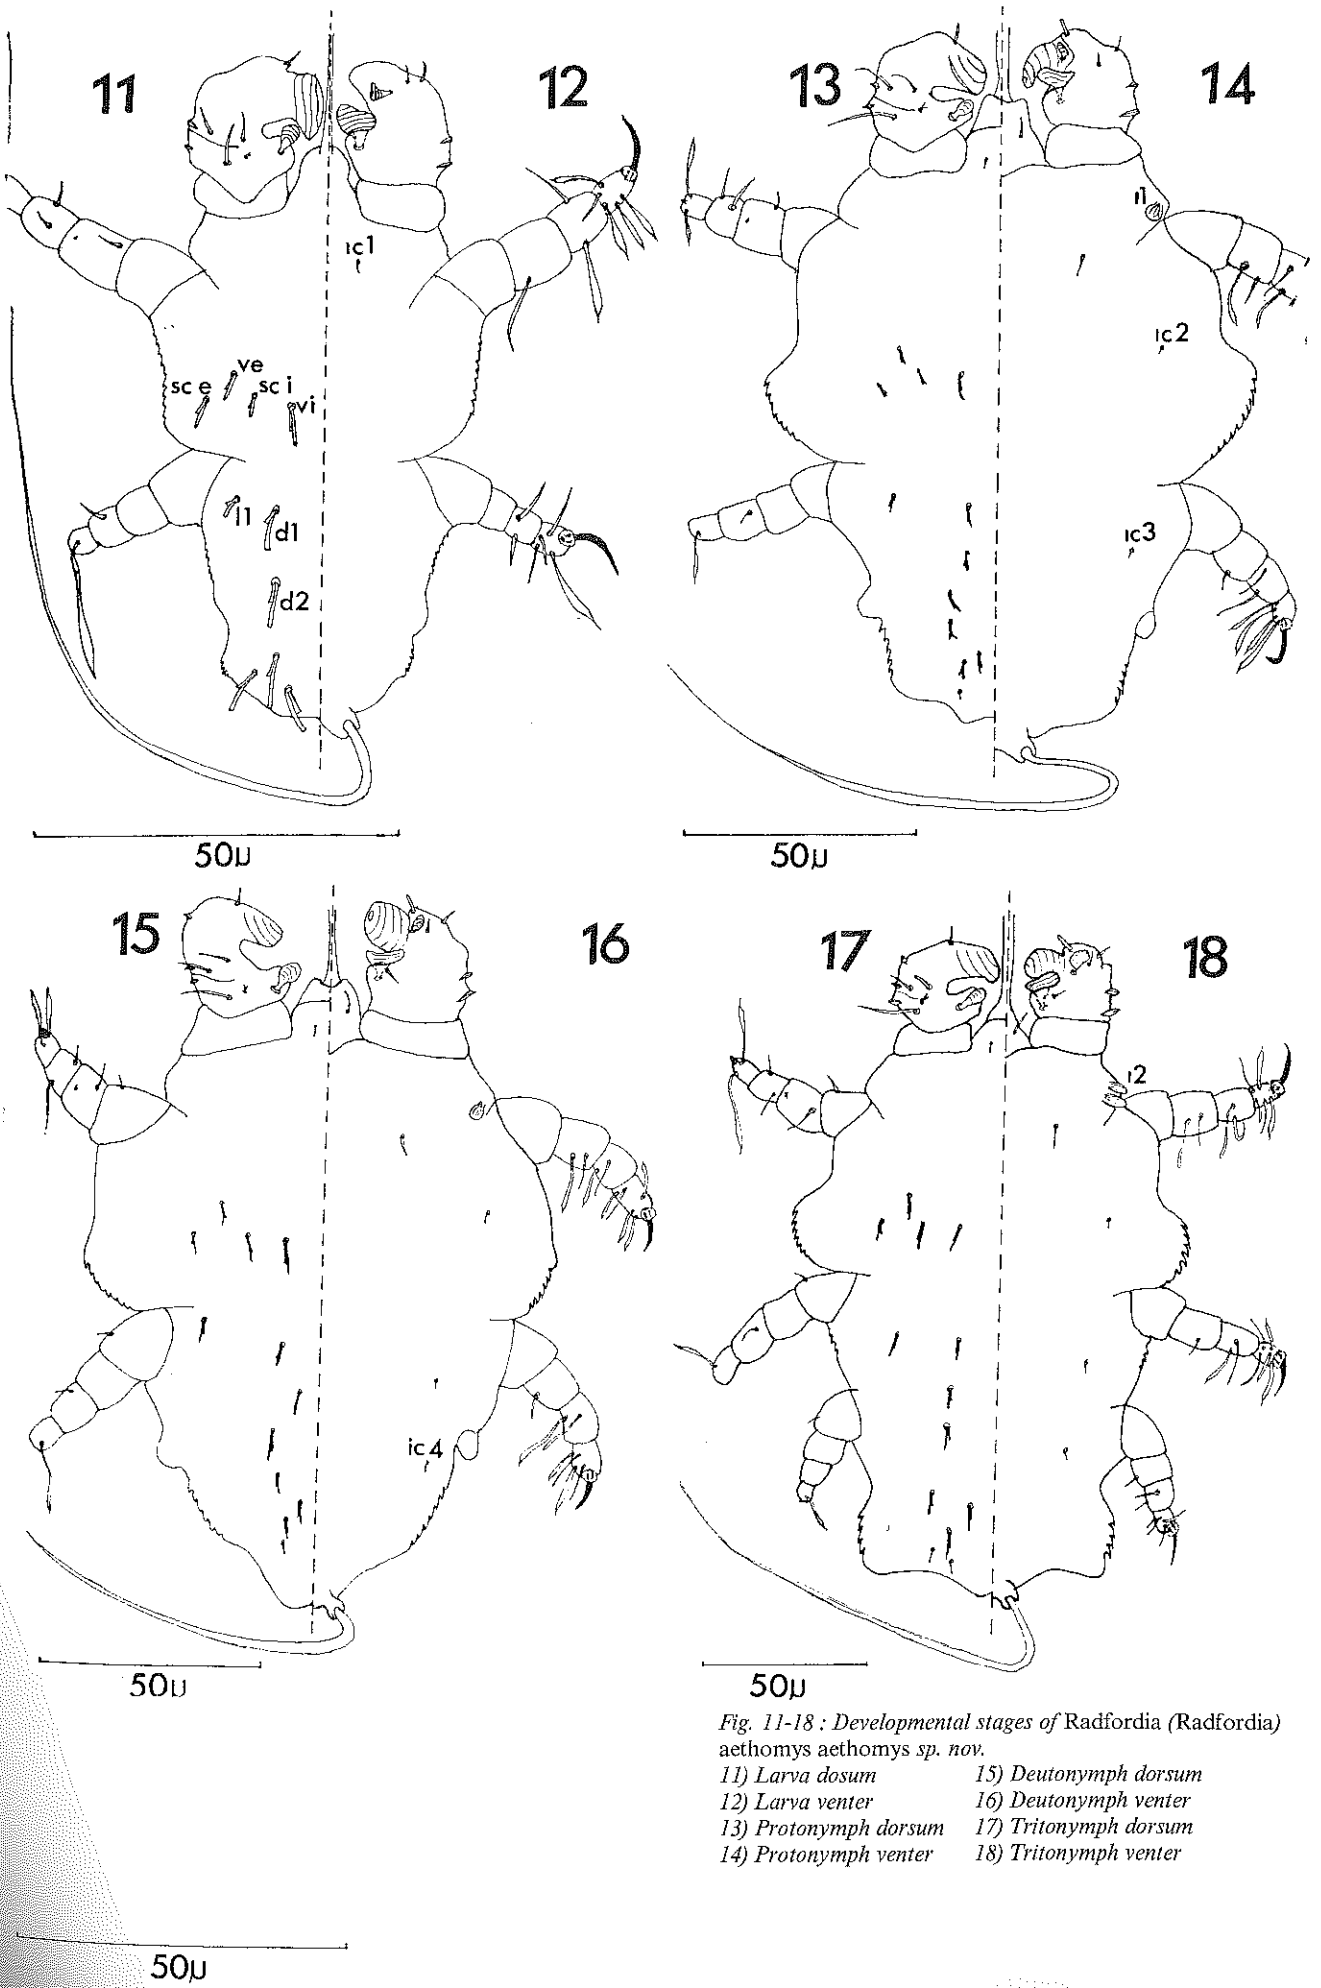 11
12
13
14
ic1
ve
sc e
sc i
vi
l1
d1
d2
i1
ic2
ic3
50µ
50µ
15
16
17
18
i2
ic4
50µ
50µ
Fig. 11-18 : Developmental stages of Radfordia (Radfordia)
aethomys aethomys sp. nov.
11) Larva dosum
12) Larva venter
13) Protonymph dorsum
14) Protonymph venter
15) Deutonymph dorsum
16) Deutonymph venter
17) Tritonymph dorsum
18) Tritonymph venter
50µ